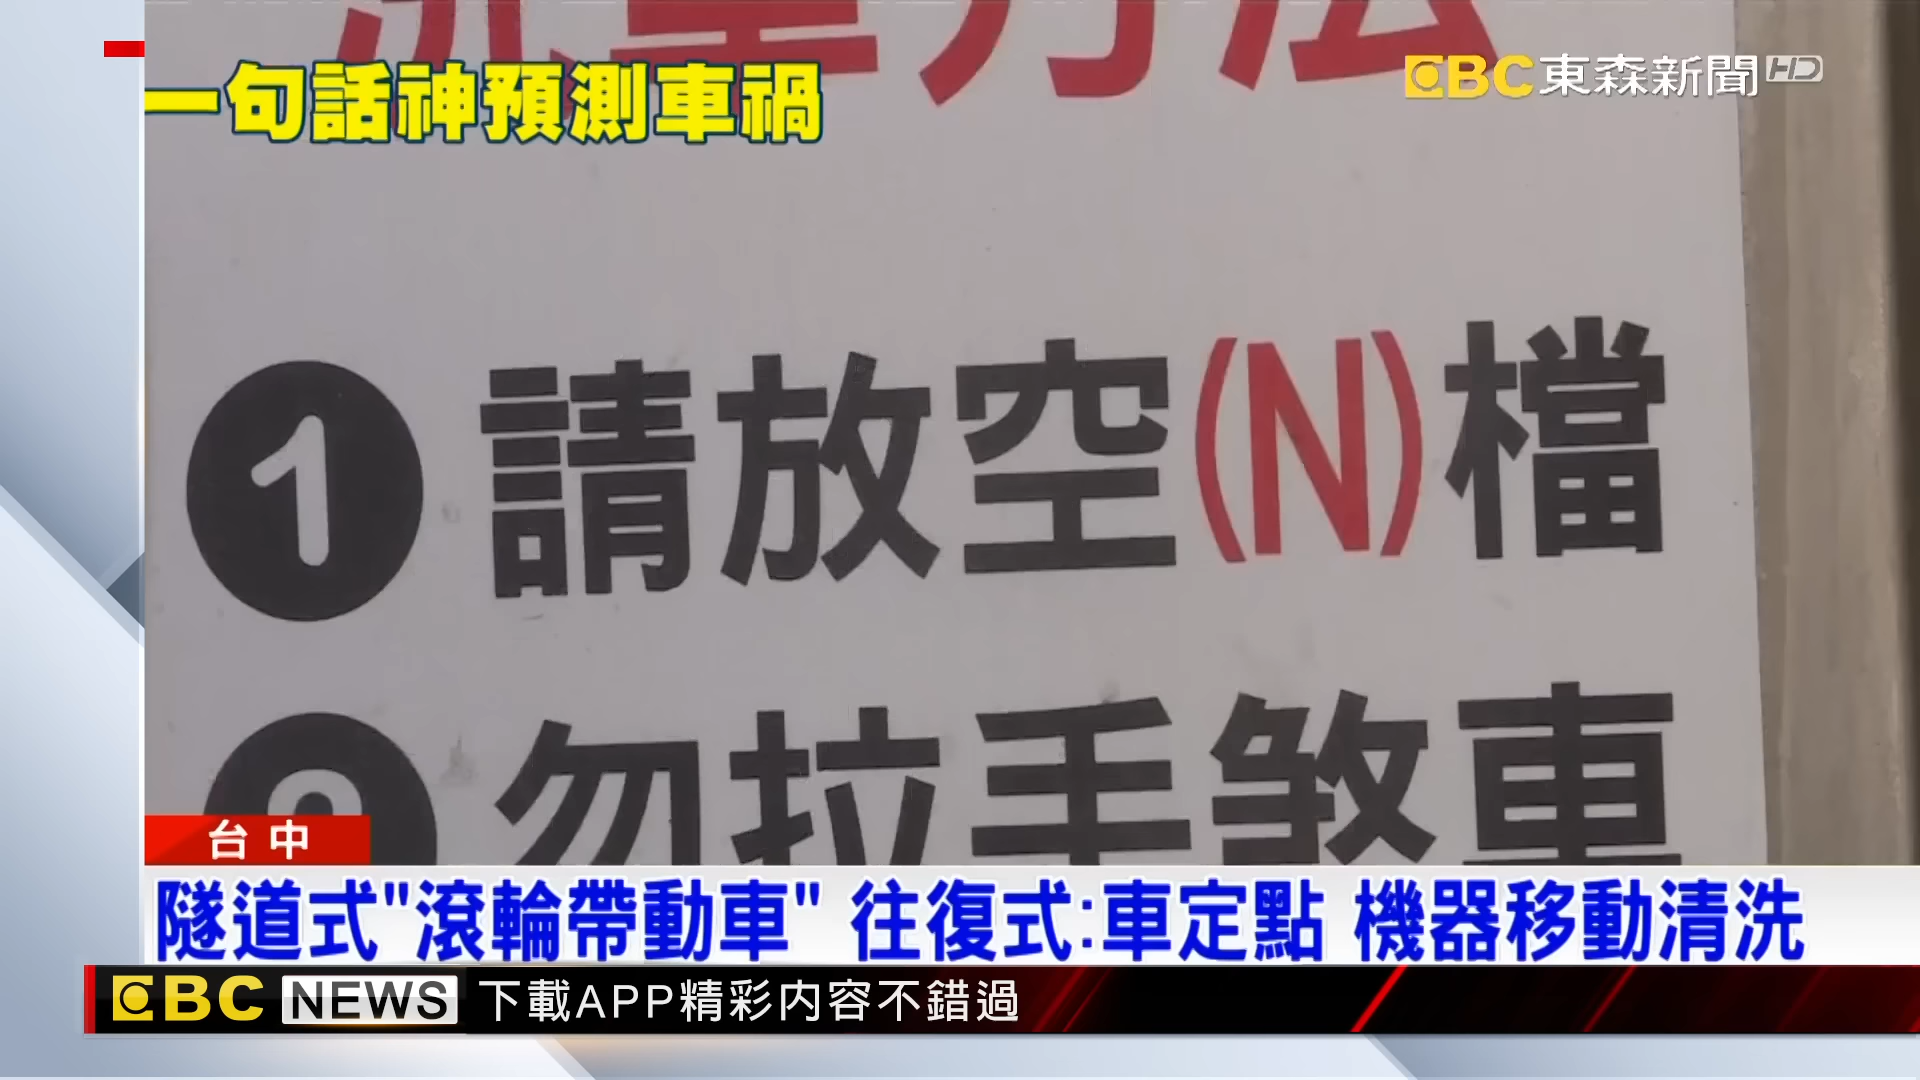 EBC東森新聞HD
一句話神預測車禍
1 請放空(N)檔
勿拉手煞車
台中
隧道式"滾輪帶動車" 往復式:車定點 機器移動清洗
EBC NEWS 下載APP精彩内容不錯過